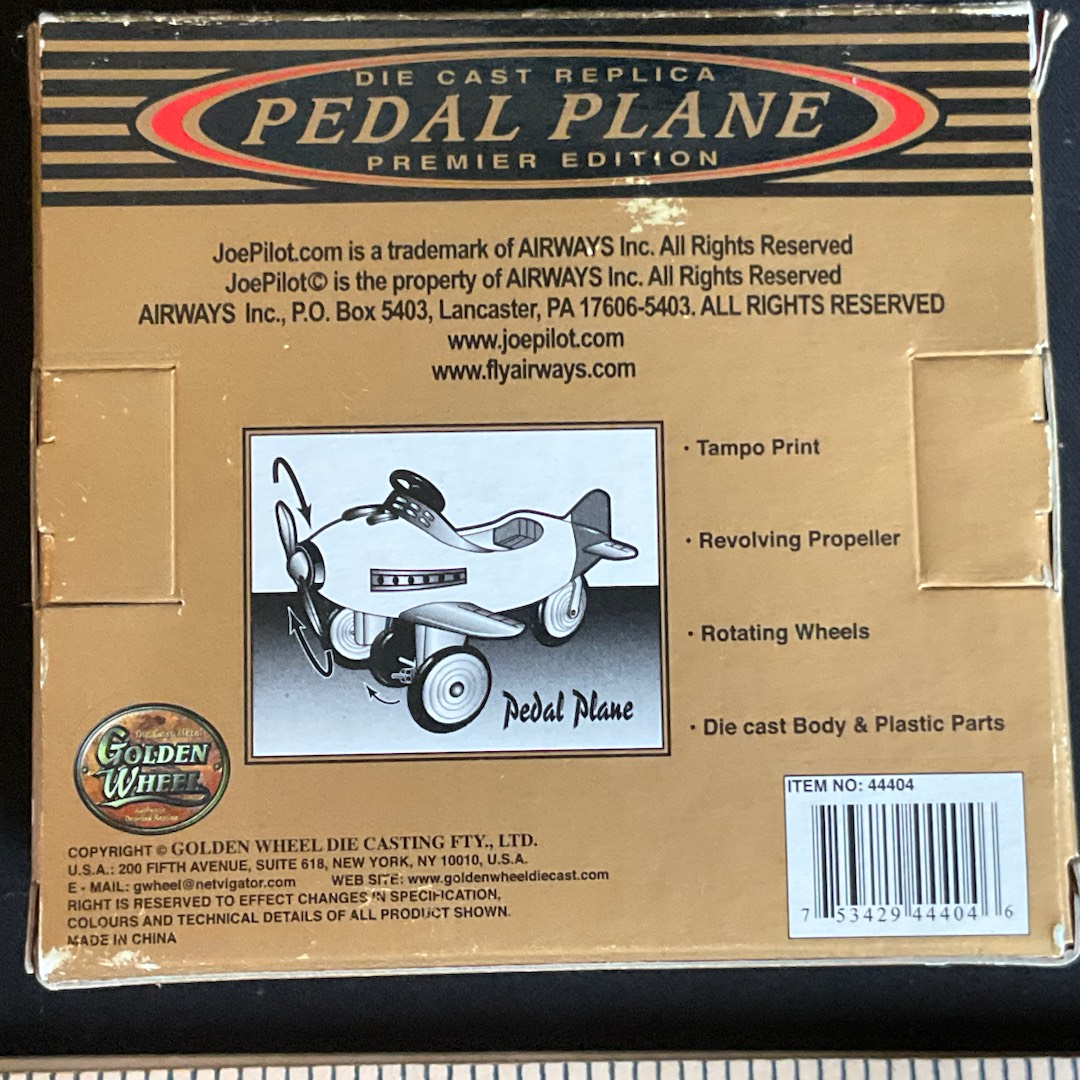 DIE CAST REPLICA
PEDAL PLANE
PREMIER EDITION
JoePilot.com is a trademark of AIRWAYS Inc. All Rights Reserved
JoePilot© is the property of AIRWAYS Inc. All Rights Reserved
AIRWAYS Inc., P.O. Box 5403, Lancaster, PA 17606-5403. ALL RIGHTS RESERVED
www.joepilot.com
www.flyairways.com
· Tampo Print
· Revolving Propeller
· Rotating Wheels
· Die cast Body & Plastic Parts
Pedal Plane
GOLDEN
WHEEL
ITEM NO: 44404
7 53429 44404 6
COPYRIGHT © GOLDEN WHEEL DIE CASTING FTY., LTD.
U.S.A.: 200 FIFTH AVENUE, SUITE 618, NEW YORK, NY 10010, U.S.A.
E - MAIL: gwheel@netvigator.com WEB SITE: www.goldenwheeldiecast.com
RIGHT IS RESERVED TO EFFECT CHANGES IN SPECIFICATION,
COLOURS AND TECHNICAL DETAILS OF ALL PRODUCT SHOWN.
MADE IN CHINA